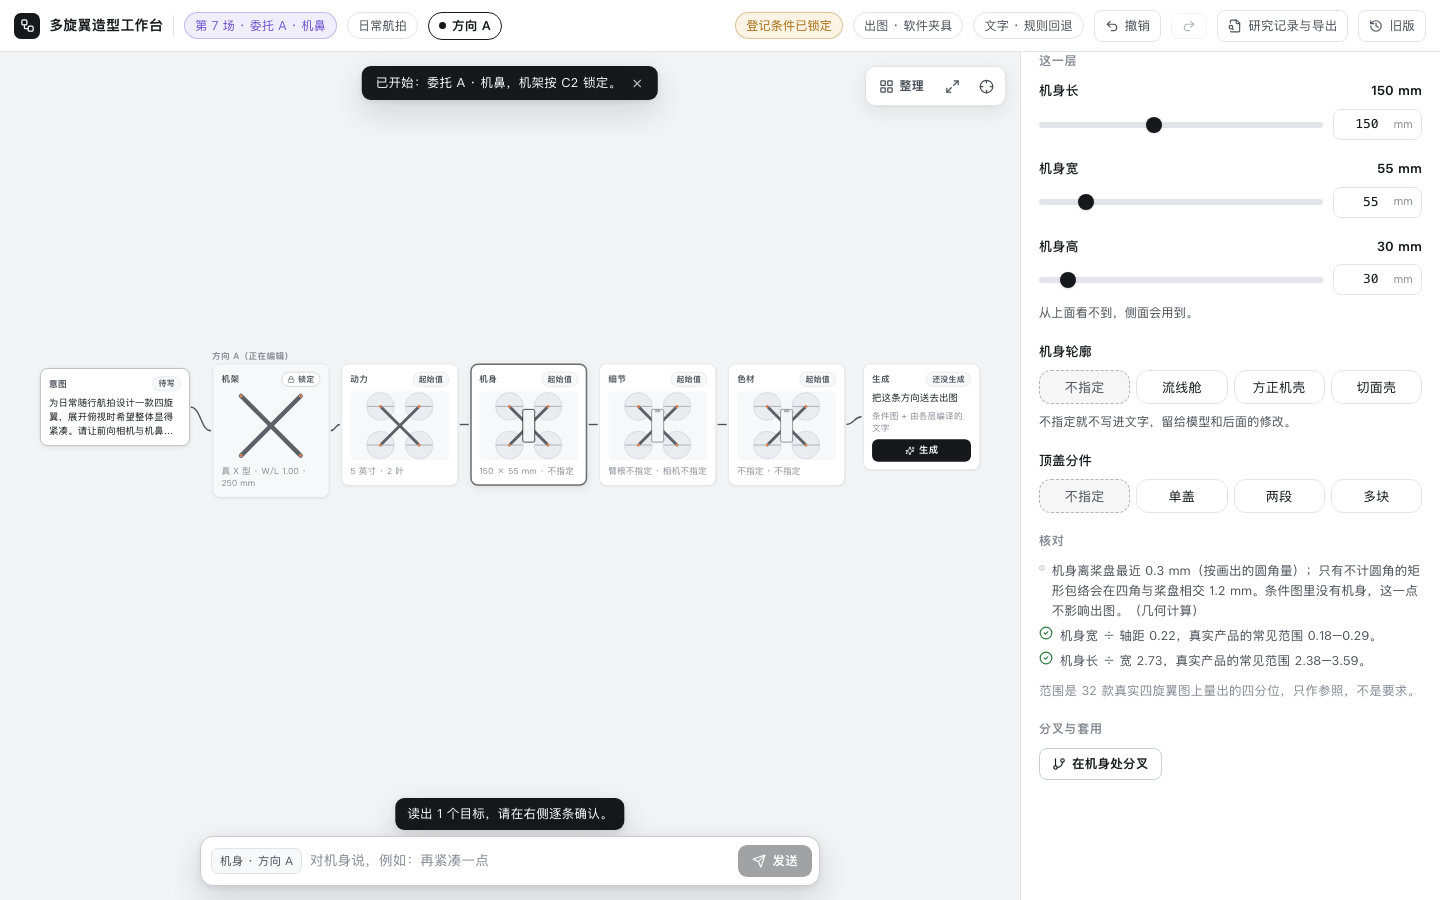 多旋翼造型工作台
第 7 场 · 委托 A · 机鼻
日常航拍
方向 A
登记条件已锁定
出图 · 软件夹具
文字 · 规则回退
撤销
研究记录与导出
旧版
已开始：委托 A · 机鼻，机架按 C2 锁定。
整理
方向 A（正在编辑）
意图
待写
为日常随行航拍设计一款四旋
翼，展开俯视时希望整体显得
紧凑。请让前向相机与机鼻...
机架
锁定
真 X 型 · W/L 1.00 ·
250 mm
动力
起始值
5 英寸 · 2 叶
机身
起始值
150 × 55 mm · 不指定
细节
起始值
臂根不指定 · 相机不指定
色材
起始值
不指定 · 不指定
生成
还没生成
把这条方向送去出图
条件图 + 由各层编译的
文字
生成
读出 1 个目标，请在右侧逐条确认。
机身 · 方向 A
对机身说，例如：再紧凑一点
发送
这一层
机身长
150 mm
150 mm
机身宽
55 mm
55 mm
机身高
30 mm
30 mm
从上面看不到，侧面会用到。
机身轮廓
不指定
流线舱
方正机壳
切面壳
不指定就不写进文字，留给模型和后面的修改。
顶盖分件
不指定
单盖
两段
多块
核对
机身离桨盘最近 0.3 mm（按画出的圆角量）；只有不计圆角的矩
形包络会在四角与桨盘相交 1.2 mm。条件图里没有机身，这一点
不影响出图。（几何计算）
机身宽 ÷ 轴距 0.22，真实产品的常见范围 0.18—0.29。
机身长 ÷ 宽 2.73，真实产品的常见范围 2.38—3.59。
范围是 32 款真实四旋翼图上量出的四分位，只作参照，不是要求。
分叉与套用
在机身处分叉